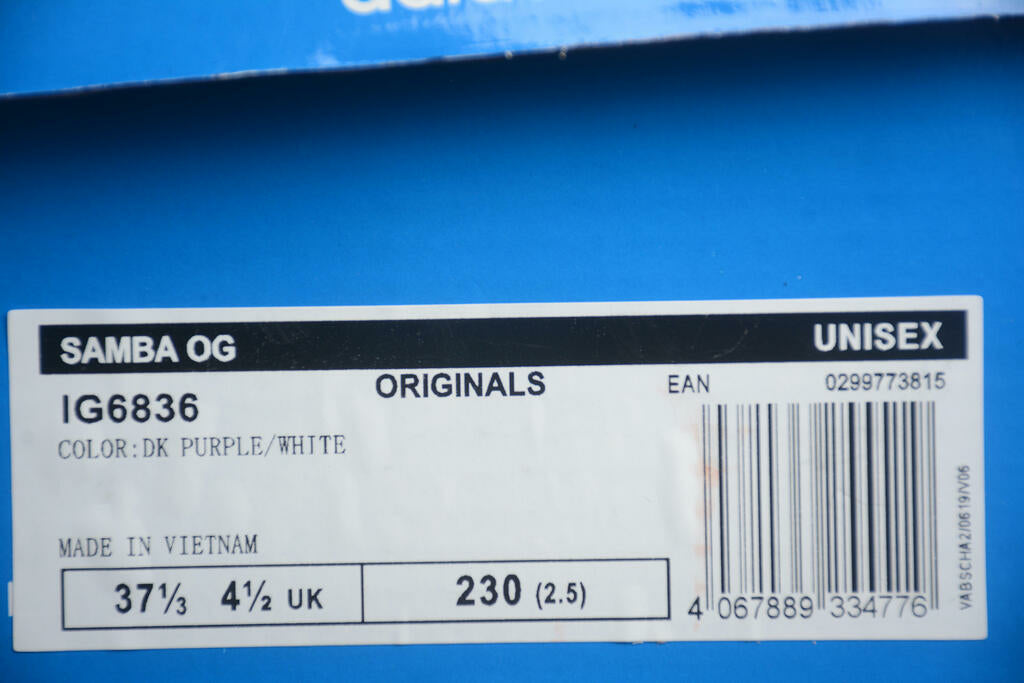 SAMBA OG UNISEX
IG6836 ORIGINALS EAN 0299773815
COLOR:DK PURPLE/WHITE
MADE IN VIETNAM
37⅓ 4½ UK 230 (2.5)
4 067889 334776
VABSCHA2/0619/V06